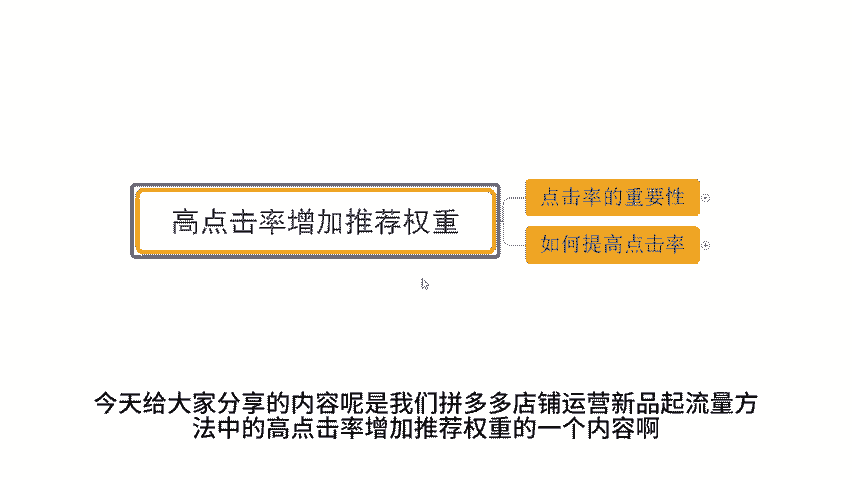 高点击率增加推荐权重
点击率的重要性
如何提高点击率
今天给大家分享的内容呢是我们拼多多店铺运营新品起流量方
法中的高点击率增加推荐权重的一个内容啊